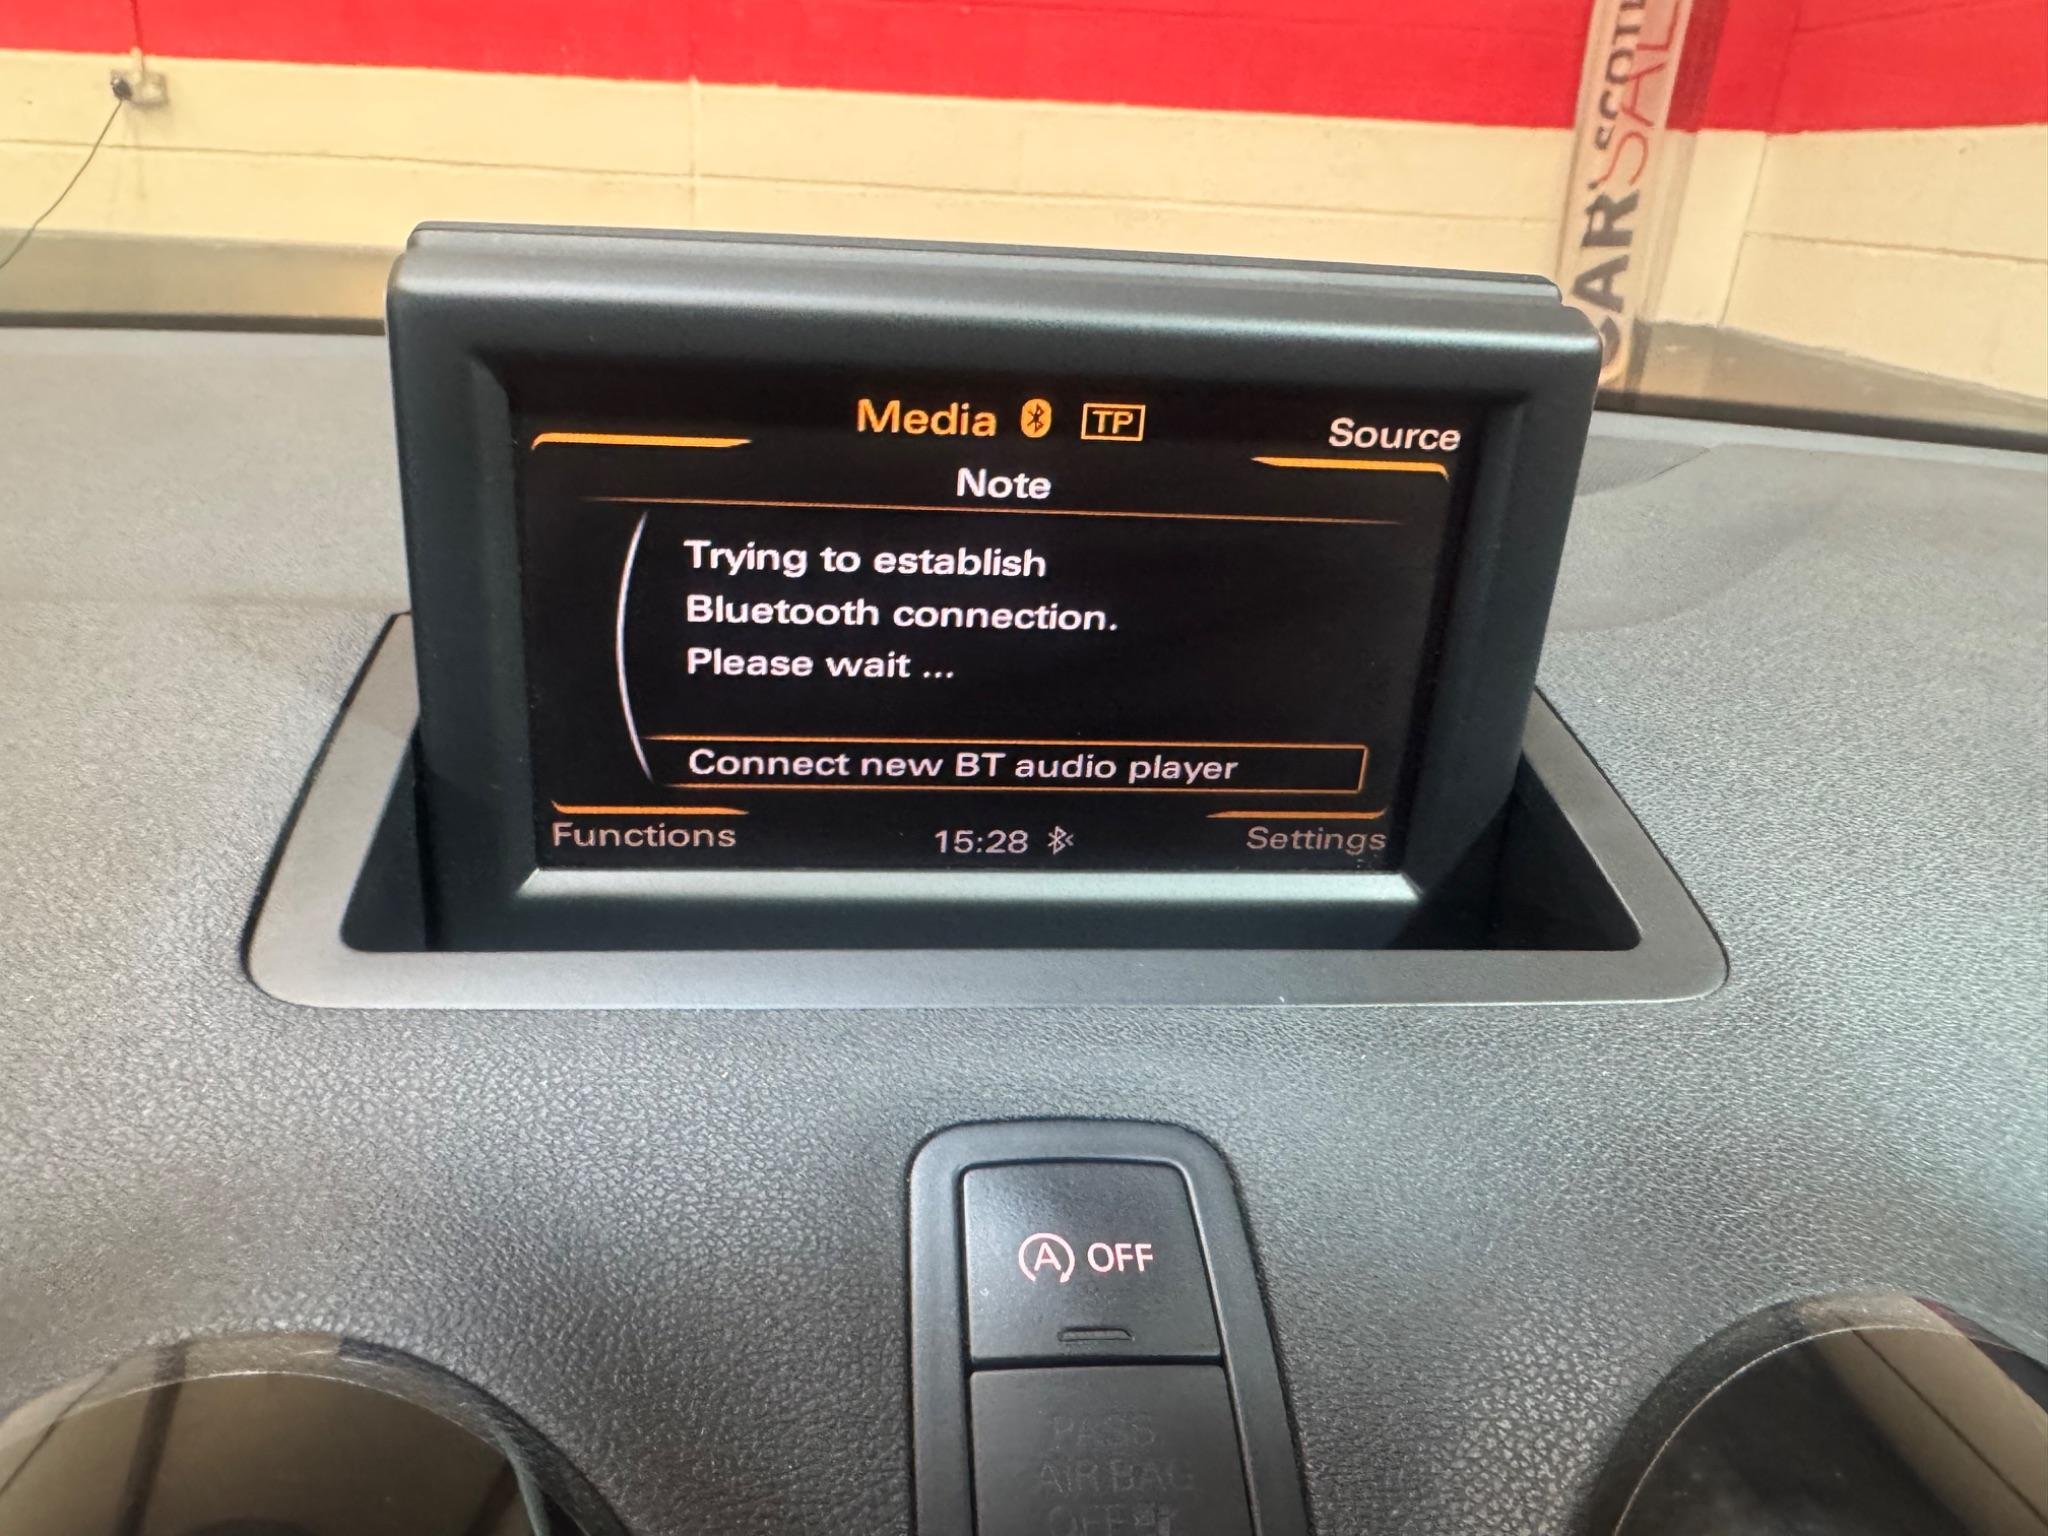 Media TP
Source
Note
Trying to establish
Bluetooth connection.
Please wait ...
Connect new BT audio player
Functions
15:28
Settings
A OFF
PASS
AIR BAG
OFF
CAR